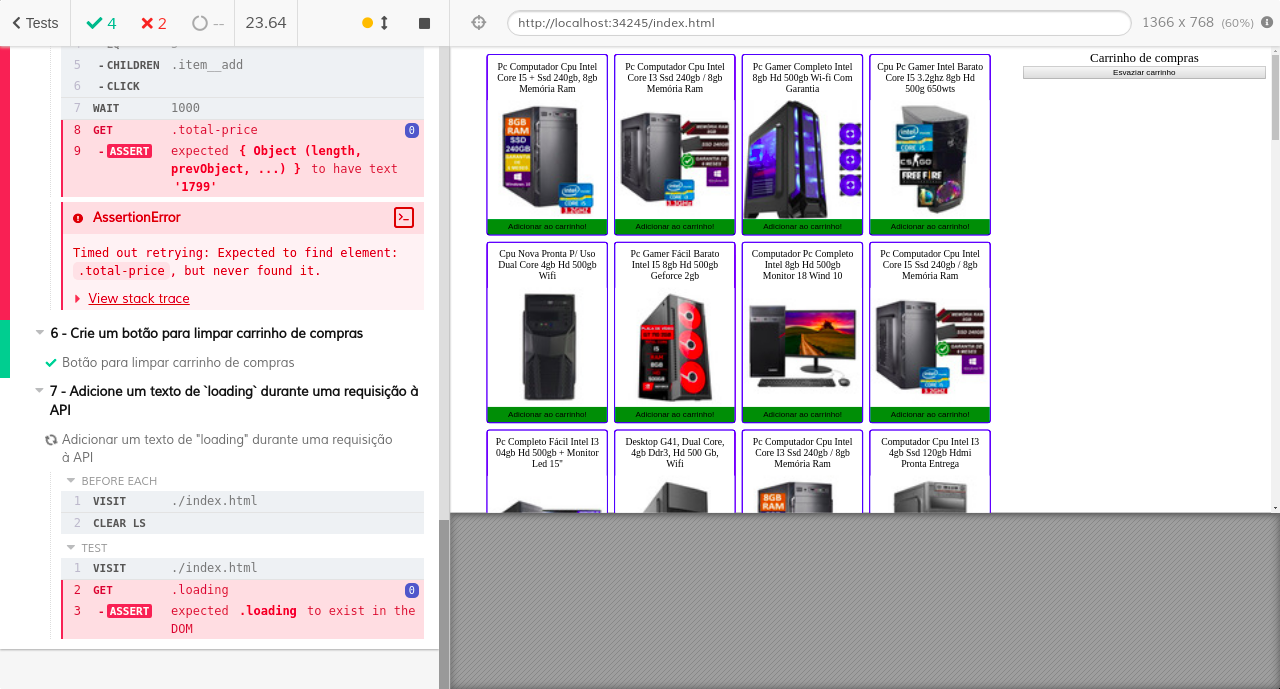 Tests
4
2
--
23.64
http://localhost:34245/index.html
1366 x 768 (60%)
5 - CHILDREN .item__add
6 - CLICK
7 WAIT 1000
8 GET .total-price 0
9 - ASSERT expected { Object (length,
prevObject, ...) } to have text
'1799'
AssertionError
Timed out retrying: Expected to find element:
.total-price, but never found it.
View stack trace
6 - Crie um botão para limpar carrinho de compras
Botão para limpar carrinho de compras
7 - Adicione um texto de `loading` durante uma requisição à
API
Adicionar um texto de "loading" durante uma requisição
à API
BEFORE EACH
1 VISIT ./index.html
2 CLEAR LS
TEST
1 VISIT ./index.html
2 GET .loading 0
3 - ASSERT expected .loading to exist in the
DOM
Pc Computador Cpu Intel
Core I5 + Ssd 240gb, 8gb
Memória Ram
Adicionar ao carrinho!
Pc Computador Cpu Intel
Core I3 Ssd 240gb / 8gb
Memória Ram
Adicionar ao carrinho!
Pc Gamer Completo Intel
8gb Hd 500gb Wi-fi Com
Garantia
Adicionar ao carrinho!
Cpu Pc Gamer Intel Barato
Core I5 3.2ghz 8gb Hd
500g 650wts
Adicionar ao carrinho!
Cpu Nova Pronta P/ Uso
Dual Core 4gb Hd 500gb
Wifi
Adicionar ao carrinho!
Pc Gamer Fácil Barato
Intel I5 8gb Hd 500gb
Geforce 2gb
Adicionar ao carrinho!
Computador Pc Completo
Intel 8gb Hd 500gb
Monitor 18 Wind 10
Adicionar ao carrinho!
Pc Computador Cpu Intel
Core I5 Ssd 240gb / 8gb
Memória Ram
Adicionar ao carrinho!
Pc Completo Fácil Intel I3
04gb Hd 500gb + Monitor
Led 15"
Desktop G41, Dual Core,
4gb Ddr3, Hd 500 Gb,
Wifi
Pc Computador Cpu Intel
Core I3 Ssd 240gb / 8gb
Memória Ram
Computador Cpu Intel I3
4gb Ssd 120gb Hdmi
Pronta Entrega
Carrinho de compras
Esvaziar carrinho